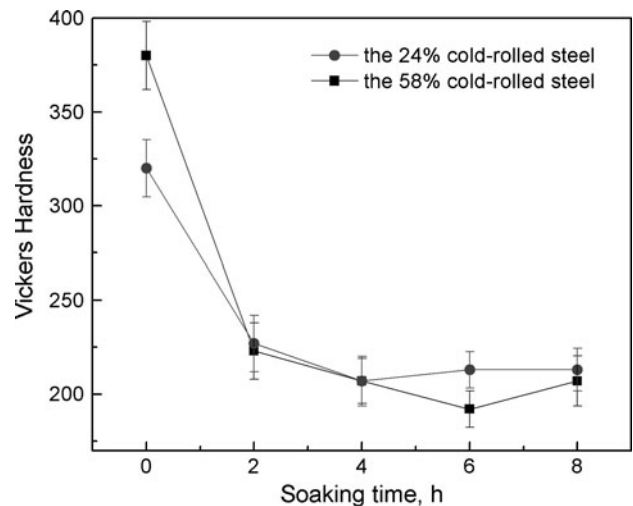 400
350
300
250
200
Vickers Hardness
the 24% cold-rolled steel
the 58% cold-rolled steel
0 2 4 6 8
Soaking time, h